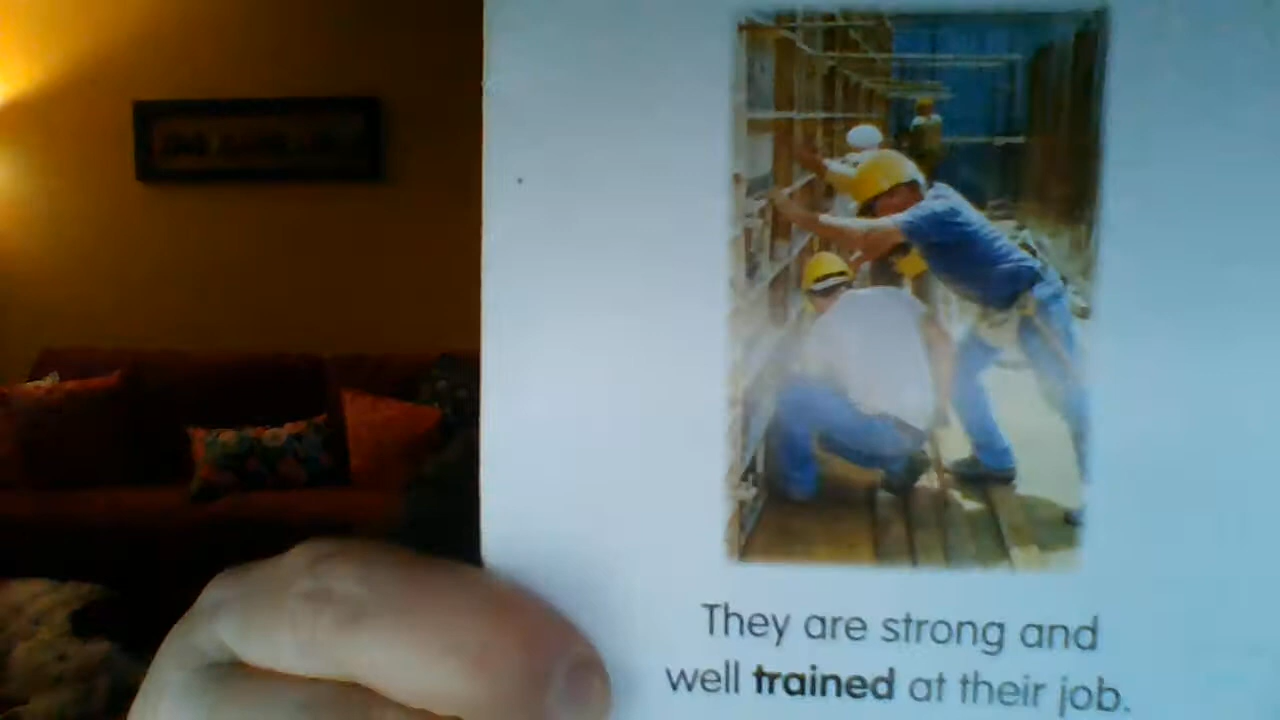 They are strong and
well trained at their job.